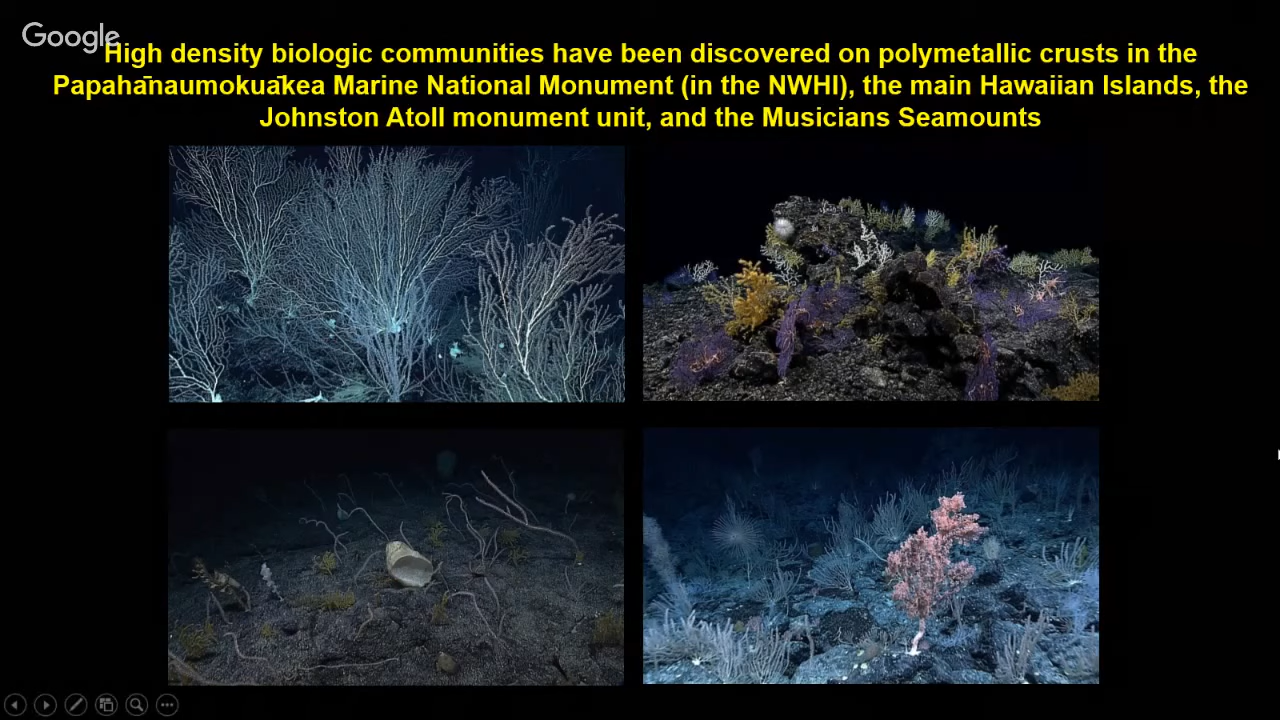 Google
High density biologic communities have been discovered on polymetallic crusts in the
Papahānaumokuākea Marine National Monument (in the NWHI), the main Hawaiian Islands, the
Johnston Atoll monument unit, and the Musicians Seamounts